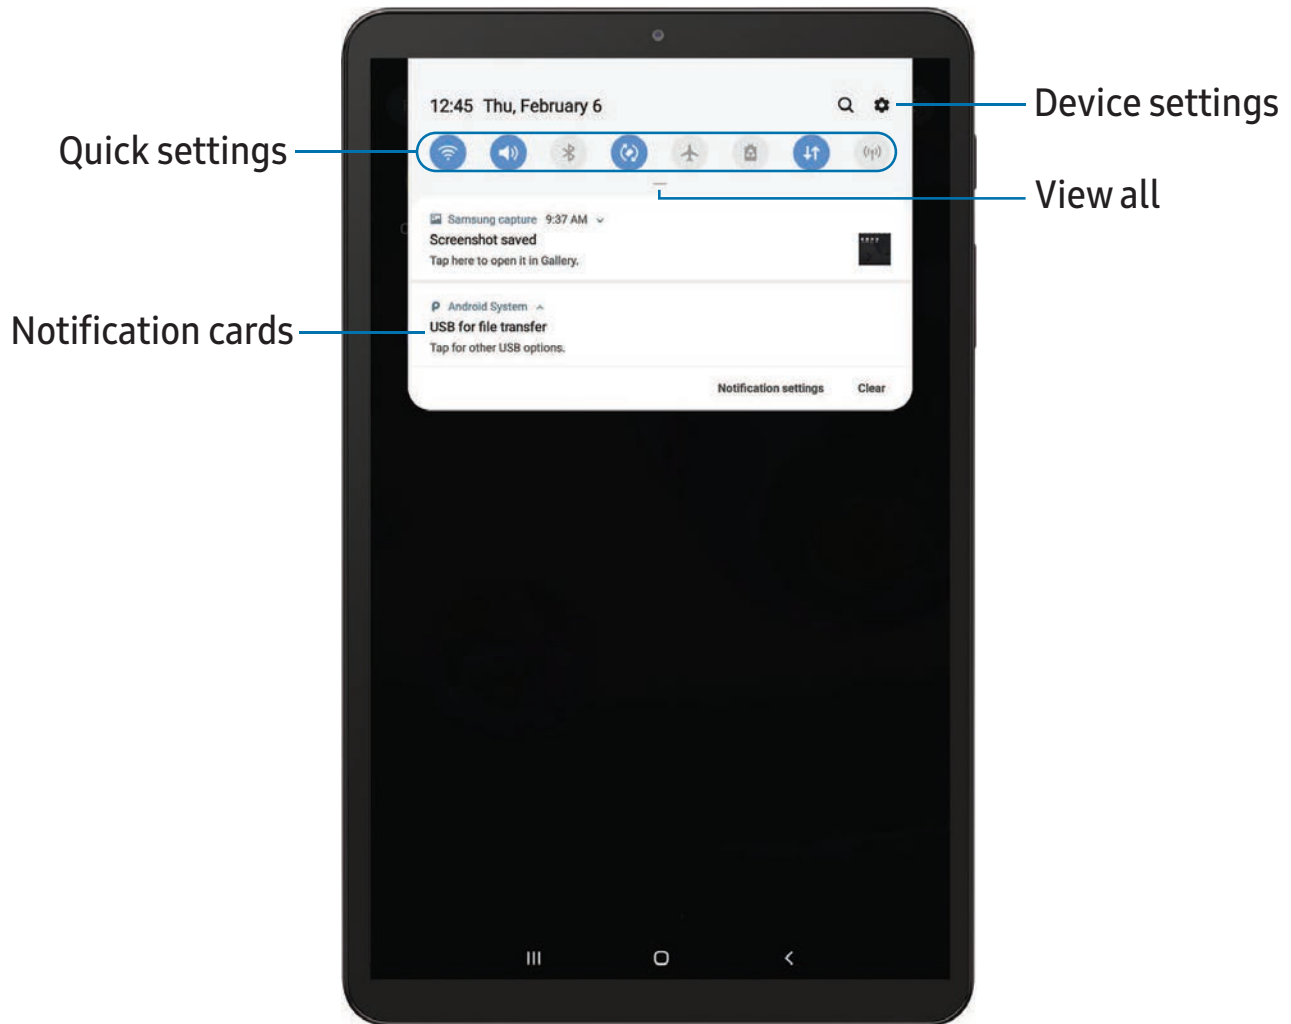 Device settings
Quick settings
View all
Notification cards
12:45 Thu, February 6
Samsung capture 9:37 AM
Screenshot saved
Tap here to open it in Gallery.
Android System
USB for file transfer
Tap for other USB options.
Notification settings Clear